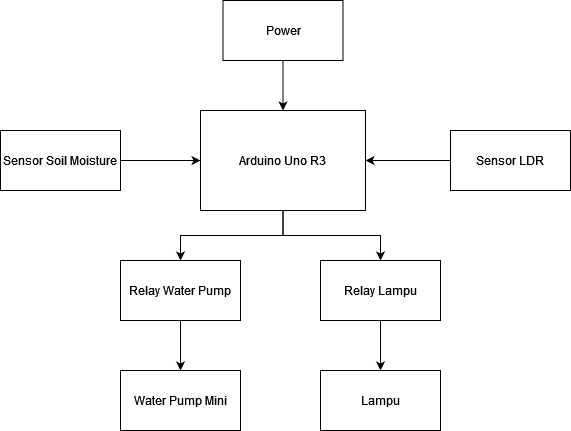 Power
Sensor Soil Moisture
Arduino Uno R3
Sensor LDR
Relay Water Pump
Relay Lampu
Water Pump Mini
Lampu